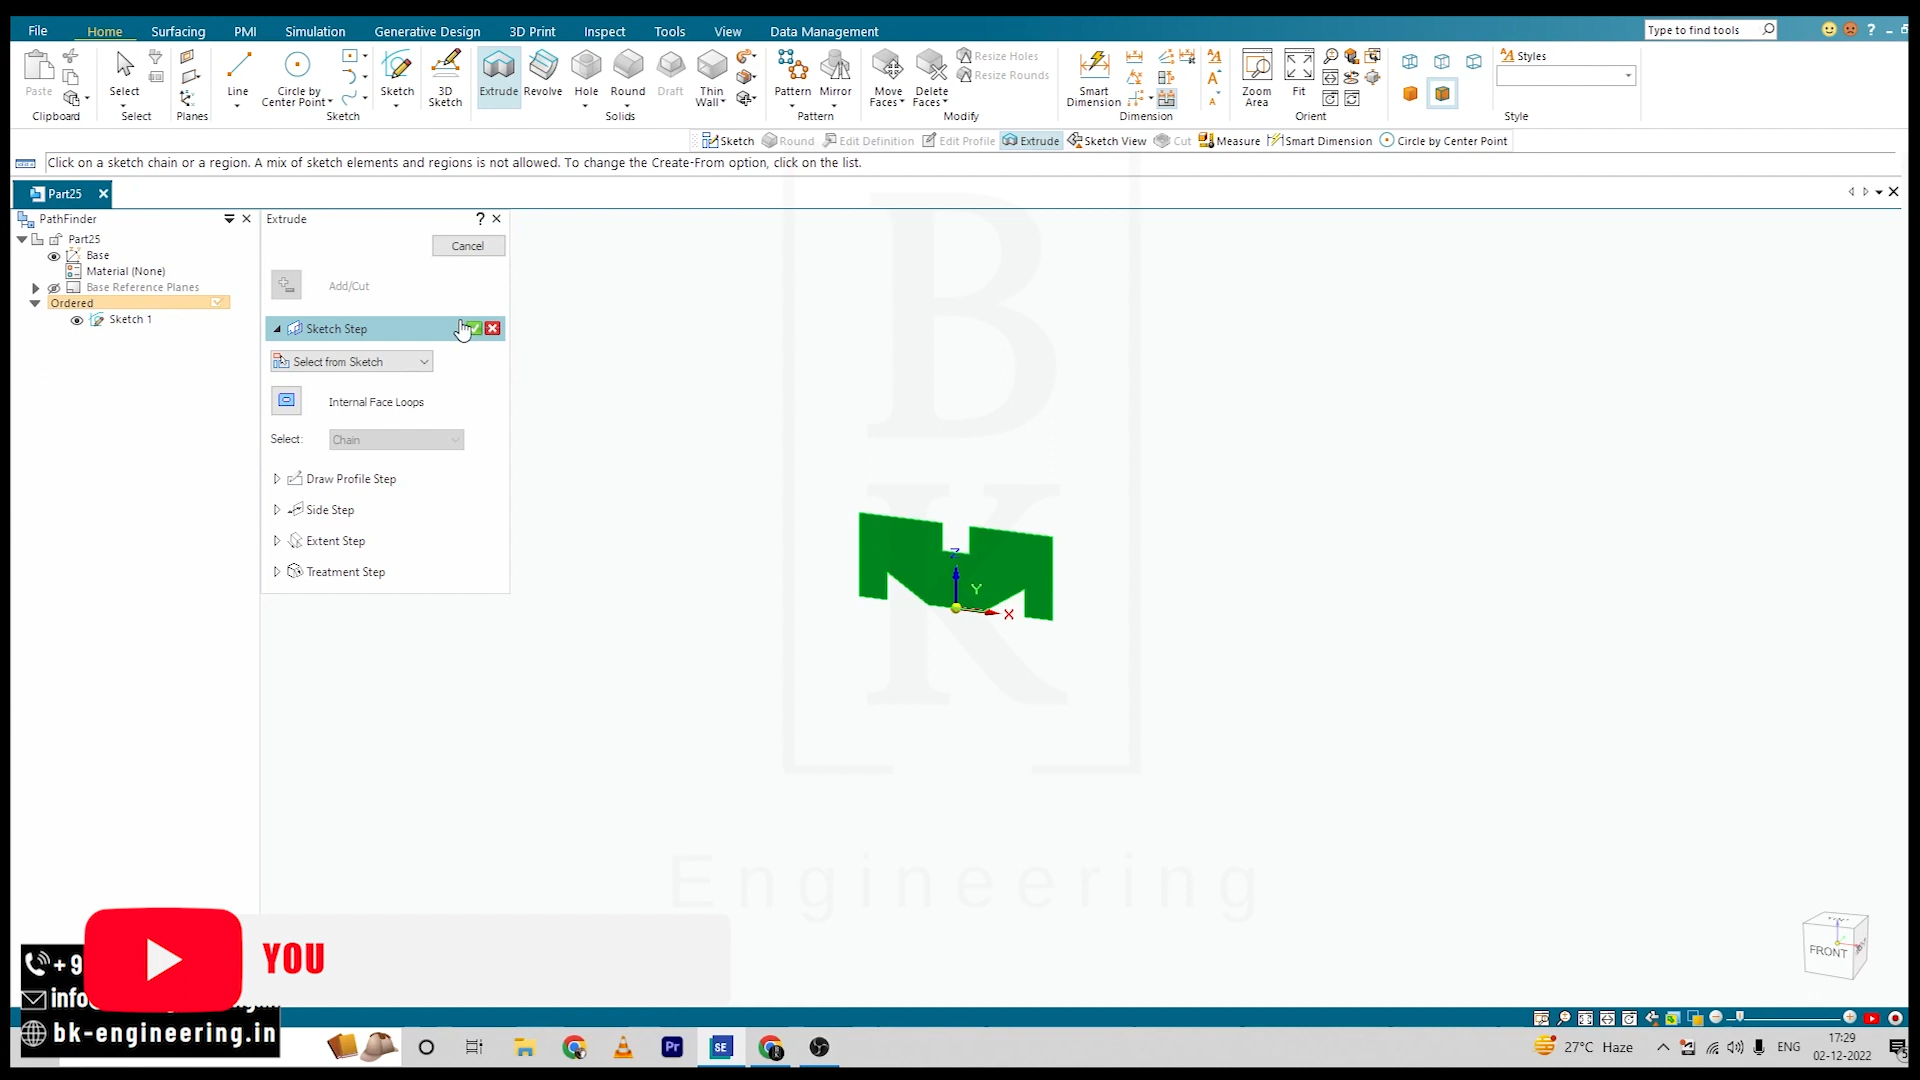 File Home Surfacing PMI Simulation Generative Design 3D Print Inspect Tools View Data Management Type to find tools
Paste Select Line Circle by Center Point Sketch 3D Sketch Extrude Revolve Hole Round Draft Thin Wall Pattern Mirror Move Faces Delete Faces Resize Holes Resize Rounds Smart Dimension Zoom Area Fit Styles
Clipboard Select Planes Sketch Solids Pattern Modify Dimension Orient Style
Sketch Round Edit Definition Edit Profile Extrude Sketch View Cut Measure Smart Dimension Circle by Center Point
Click on a sketch chain or a region. A mix of sketch elements and regions is not allowed. To change the Create-From option, click on the list.
Part25
PathFinder
Part25
Base
Material (None)
Base Reference Planes
Ordered
Sketch 1
Extrude ?
Cancel
Add/Cut
Sketch Step
Select from Sketch
Internal Face Loops
Select: Chain
Draw Profile Step
Side Step
Extent Step
Treatment Step
B
K
Engineering
Z
Y
X
FRONT
YOU
+ 9
info
bk-engineering.in
Pr
SE
27°C Haze
ENG
17:29
02-12-2022